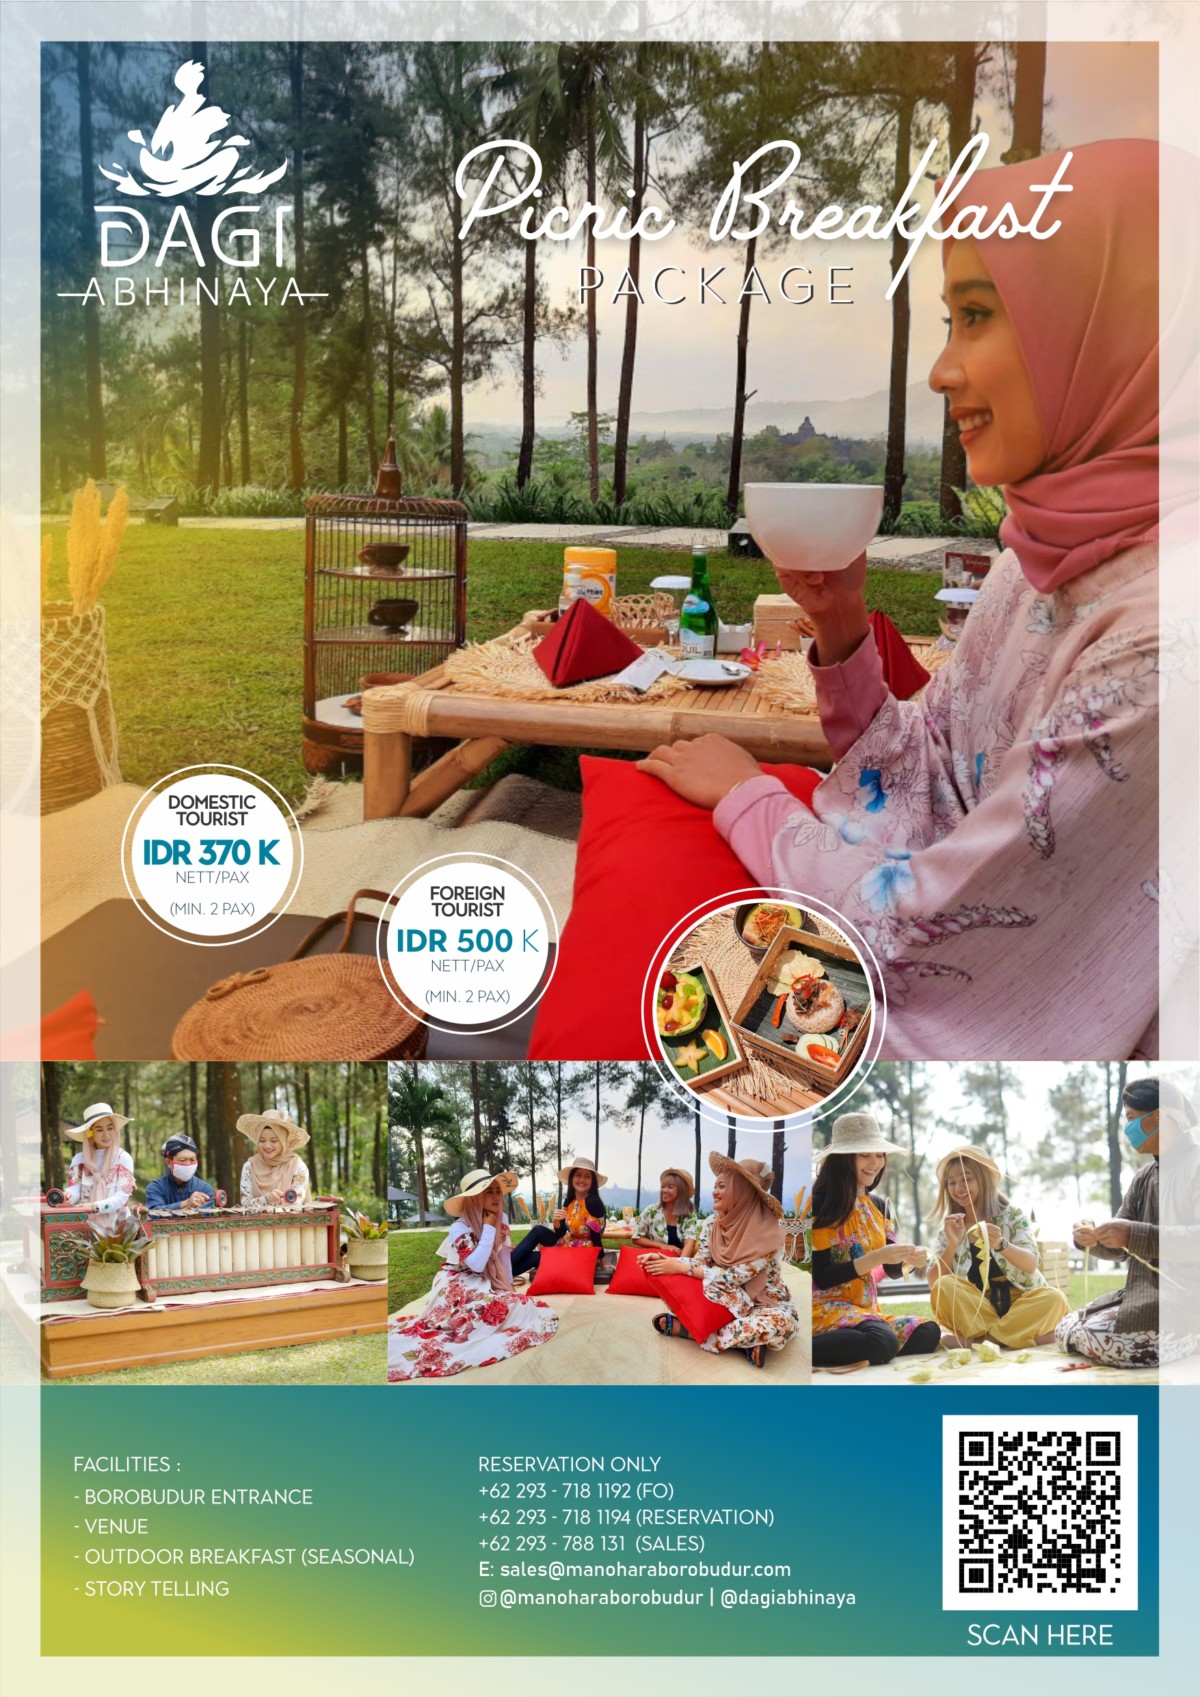 DAGI
ABHINAYA
Picnic Breakfast
PACKAGE
DOMESTIC
TOURIST
IDR 370 K
NETT/PAX
(MIN. 2 PAX)
FOREIGN
TOURIST
IDR 500 K
NETT/PAX
(MIN. 2 PAX)
FACILITIES :
- BOROBUDUR ENTRANCE
- VENUE
- OUTDOOR BREAKFAST (SEASONAL)
- STORY TELLING
RESERVATION ONLY
+62 293 - 718 1192 (FO)
+62 293 - 718 1194 (RESERVATION)
+62 293 - 788 131 (SALES)
E: sales@manoharaborobudur.com
@manoharaborobudur | @dagiabhinaya
SCAN HERE